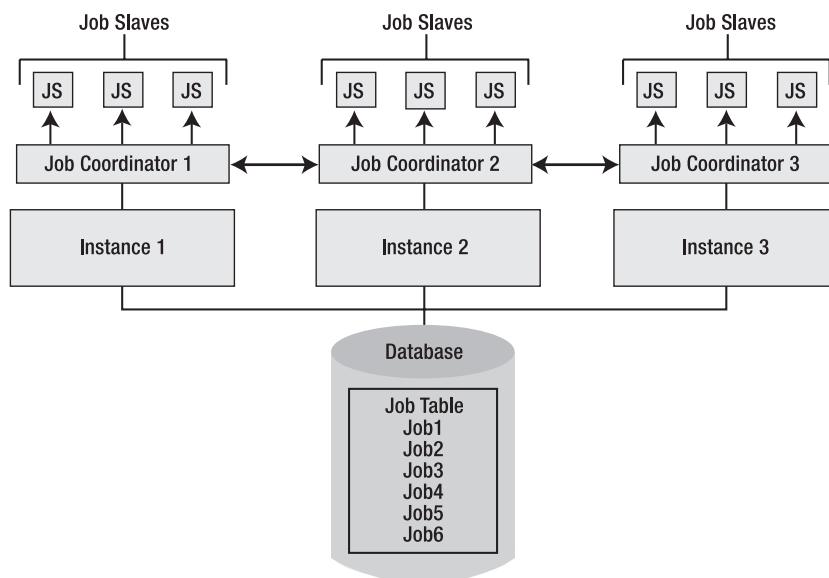 Job Slaves
Job Slaves
Job Slaves
JS JS JS
JS JS JS
JS JS JS
Job Coordinator 1
Job Coordinator 2
Job Coordinator 3
Instance 1
Instance 2
Instance 3
Database
Job Table
Job1
Job2
Job3
Job4
Job5
Job6